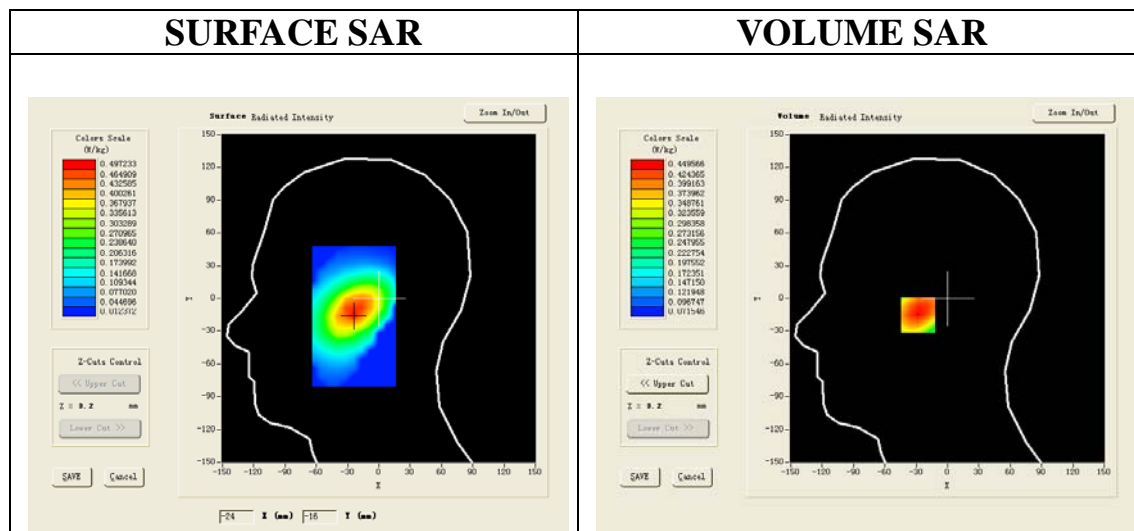 SURFACE SAR
VOLUME SAR
Surface Radiated Intensity
Zoom In/Out
Colors Scale
(W/kg)
0.497233
0.464909
0.432585
0.400261
0.367937
0.335613
0.303289
0.270965
0.238640
0.206316
0.173992
0.141668
0.109344
0.077020
0.044696
0.012372
150
120
90
60
30
0
-30
-60
-90
-120
-150
Y
-150 -120 -90 -60 -30 0 30 60 90 120 150
X
Z-Cuts Control
<< Upper Cut
Z = 0.2 mm
Lower Cut >>
SAVE Cancel
-24 X (mm) -16 Y (mm)
Volume Radiated Intensity
Zoom In/Out
Colors Scale
(W/kg)
0.449566
0.424365
0.399163
0.373962
0.348761
0.323559
0.298358
0.273156
0.247955
0.222754
0.197552
0.172351
0.147150
0.121948
0.096747
0.071546
150
120
90
60
30
0
-30
-60
-90
-120
-150
Y
-150 -120 -90 -60 -30 0 30 60 90 120 150
X
Z-Cuts Control
<< Upper Cut
Z = 0.2 mm
Lower Cut >>
SAVE Cancel